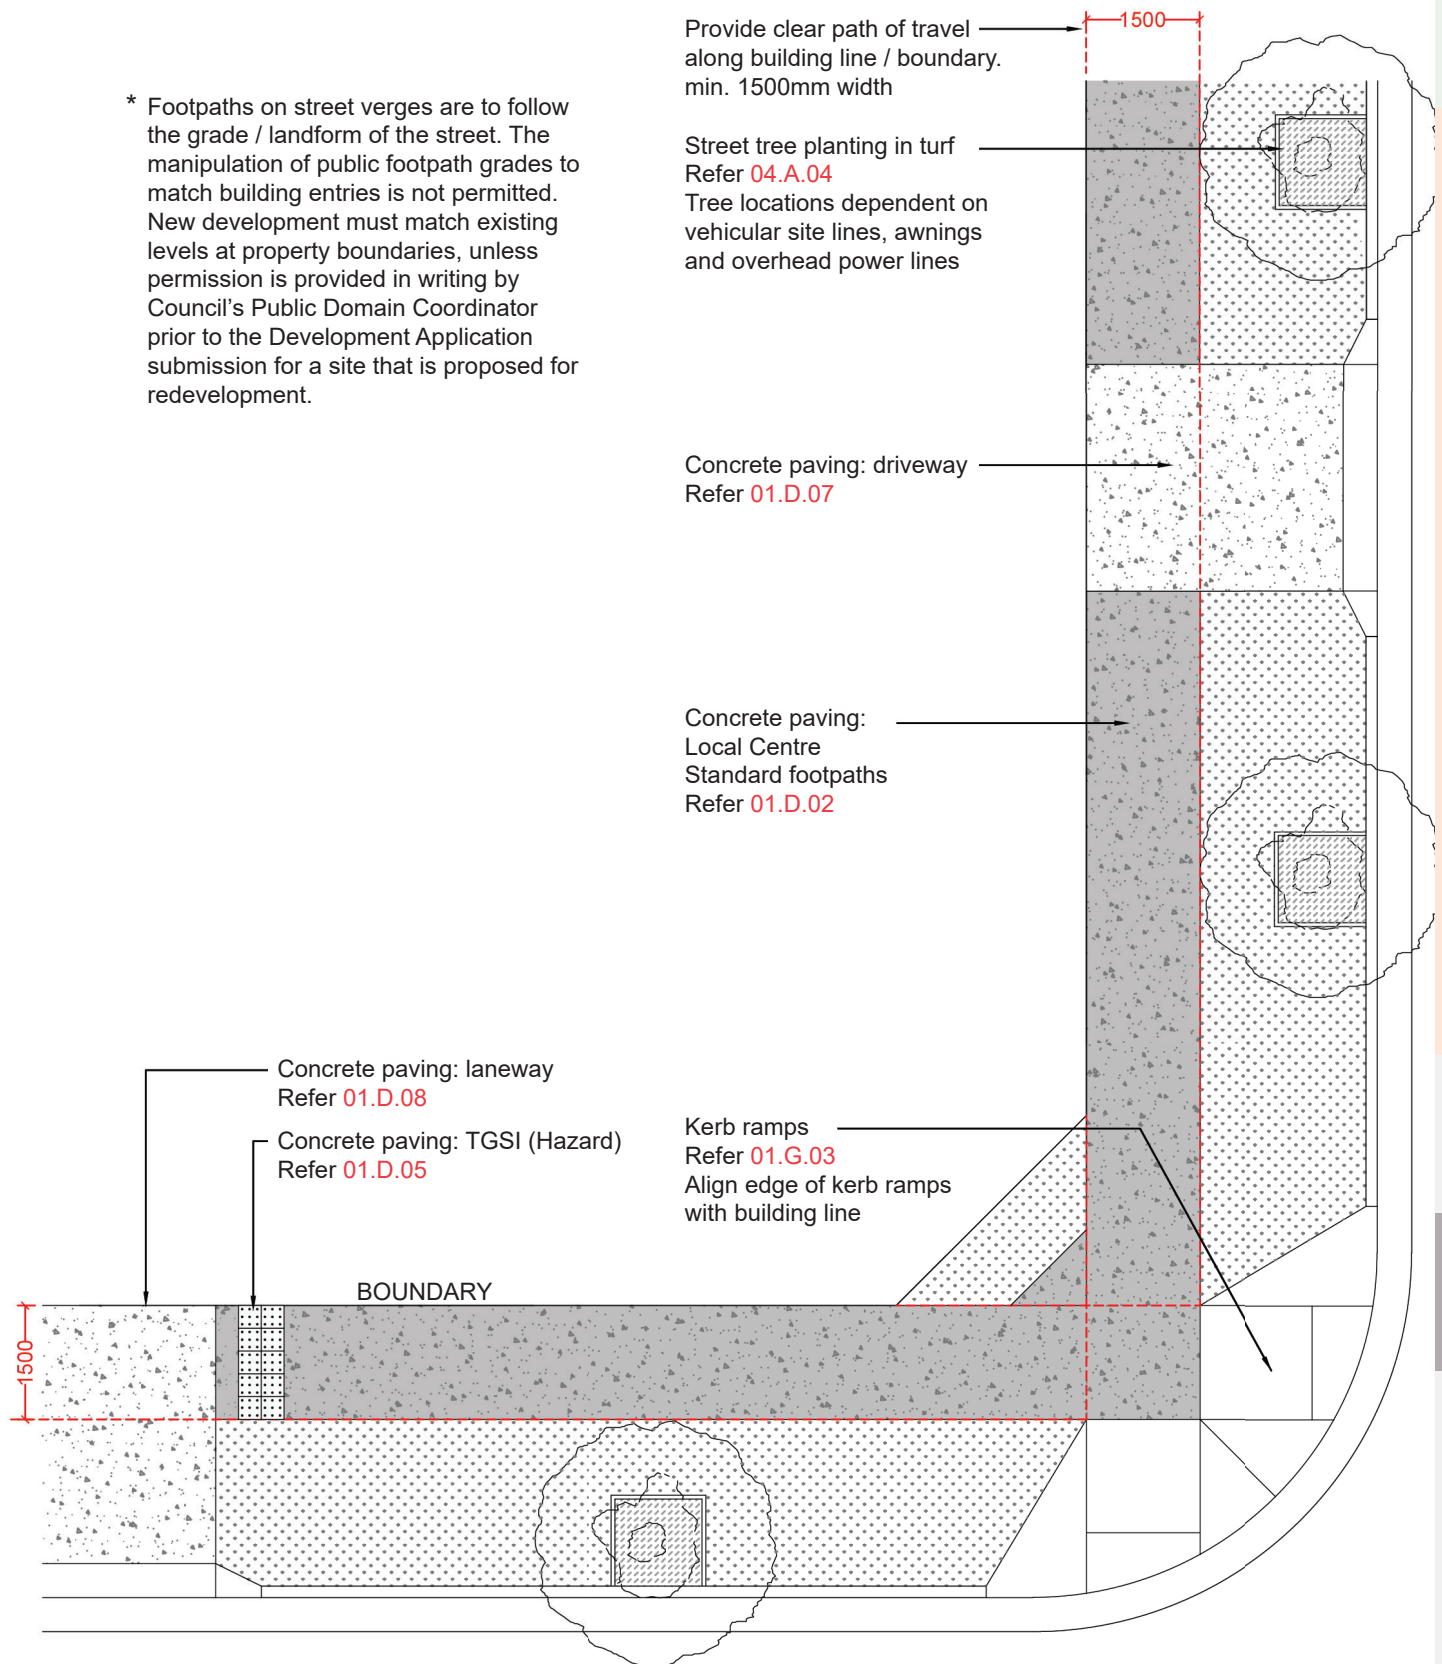 1500
Provide clear path of travel
along building line / boundary.
min. 1500mm width
* Footpaths on street verges are to follow
the grade / landform of the street. The
manipulation of public footpath grades to
match building entries is not permitted.
New development must match existing
levels at property boundaries, unless
permission is provided in writing by
Council's Public Domain Coordinator
prior to the Development Application
submission for a site that is proposed for
redevelopment.
Street tree planting in turf
Refer 04.A.04
Tree locations dependent on
vehicular site lines, awnings
and overhead power lines
Concrete paving: driveway
Refer 01.D.07
Concrete paving:
Local Centre
Standard footpaths
Refer 01.D.02
Concrete paving: laneway
Refer 01.D.08
Concrete paving: TGSI (Hazard)
Refer 01.D.05
Kerb ramps
Refer 01.G.03
Align edge of kerb ramps
with building line
BOUNDARY
1500